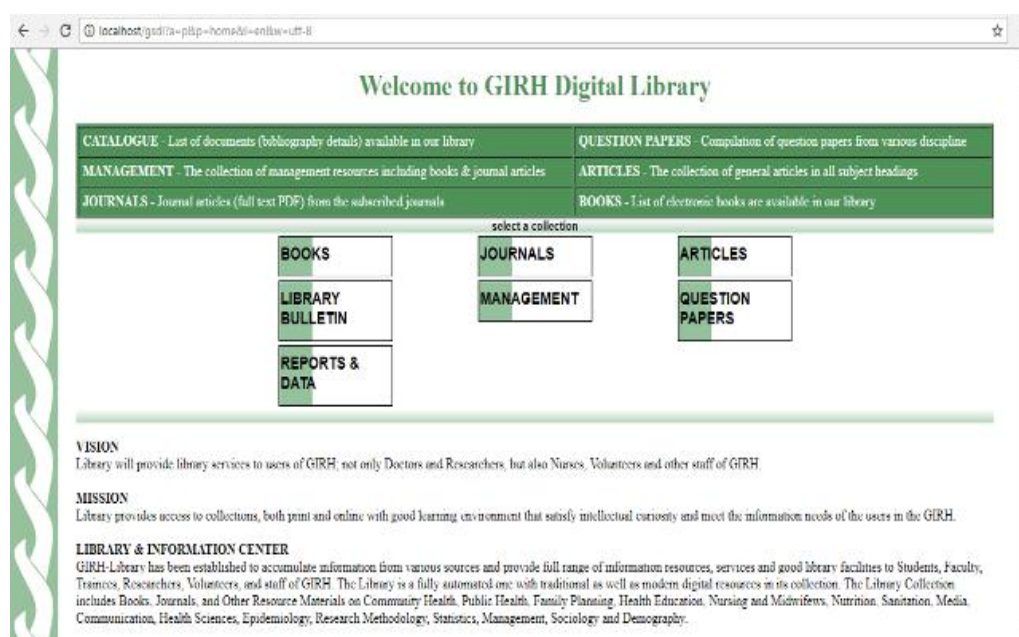 localhost/gsdl?a=p&p=home&l=en&w=utf-8
Welcome to GIRH Digital Library
CATALOGUE - List of documents (bibliography details) available in our library
QUESTION PAPERS - Compilation of question papers from various discipline
MANAGEMENT - The collection of management resources including books & journal articles
ARTICLES - The collection of general articles in all subject headings
JOURNALS - Journal articles (full text PDF) from the subscribed journals
BOOKS - List of electronic books are available in our library
select a collection
BOOKS
JOURNALS
ARTICLES
LIBRARY
BULLETIN
MANAGEMENT
QUESTION
PAPERS
REPORTS &
DATA
VISION
Library will provide library services to users of GIRH; not only Doctors and Researchers, but also Nurses, Volunteers and other staff of GIRH.
MISSION
Library provides access to collections, both print and online with good learning environment that satisfy intellectual curiosity and meet the information needs of the users in the GIRH.
LIBRARY & INFORMATION CENTER
GIRH-Library has been established to accumulate information from various sources and provide full range of information resources, services and good library facilities to Students, Faculty,
Trainees, Researchers, Volunteers, and staff of GIRH. The Library is a fully automated one with traditional as well as modern digital resources in its collection. The Library Collection
includes Books, Journals, and Other Resource Materials on Community Health, Public Health, Family Planning, Health Education, Nursing and Midwifews, Nutrition, Sanitation, Media,
Communication, Health Sciences, Epidemiology, Research Methodology, Statistics, Management, Sociology and Demography.